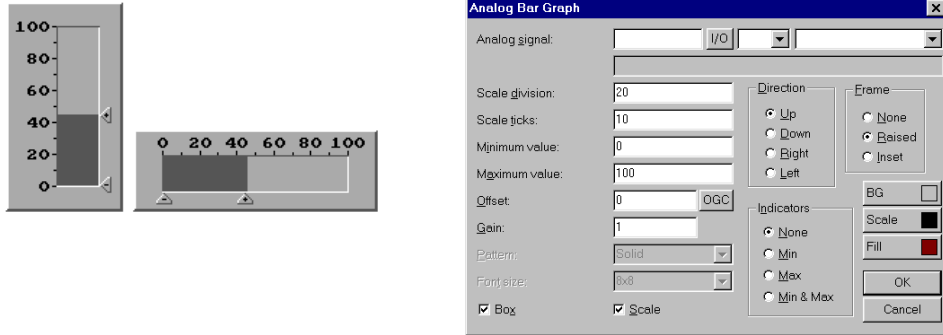 100
80
60
40
20
0
0 20 40 60 80 100
Analog Bar Graph
Analog signal:
I/O
Scale division:
20
Scale ticks:
10
Minimum value:
0
Maximum value:
100
Offset:
0
OGC
Gain:
1
Pattern:
Solid
Font size:
8x8
Box
Scale
Direction
Up
Down
Right
Left
Indicators
None
Min
Max
Min & Max
Frame
None
Raised
Inset
BG
Scale
Fill
OK
Cancel